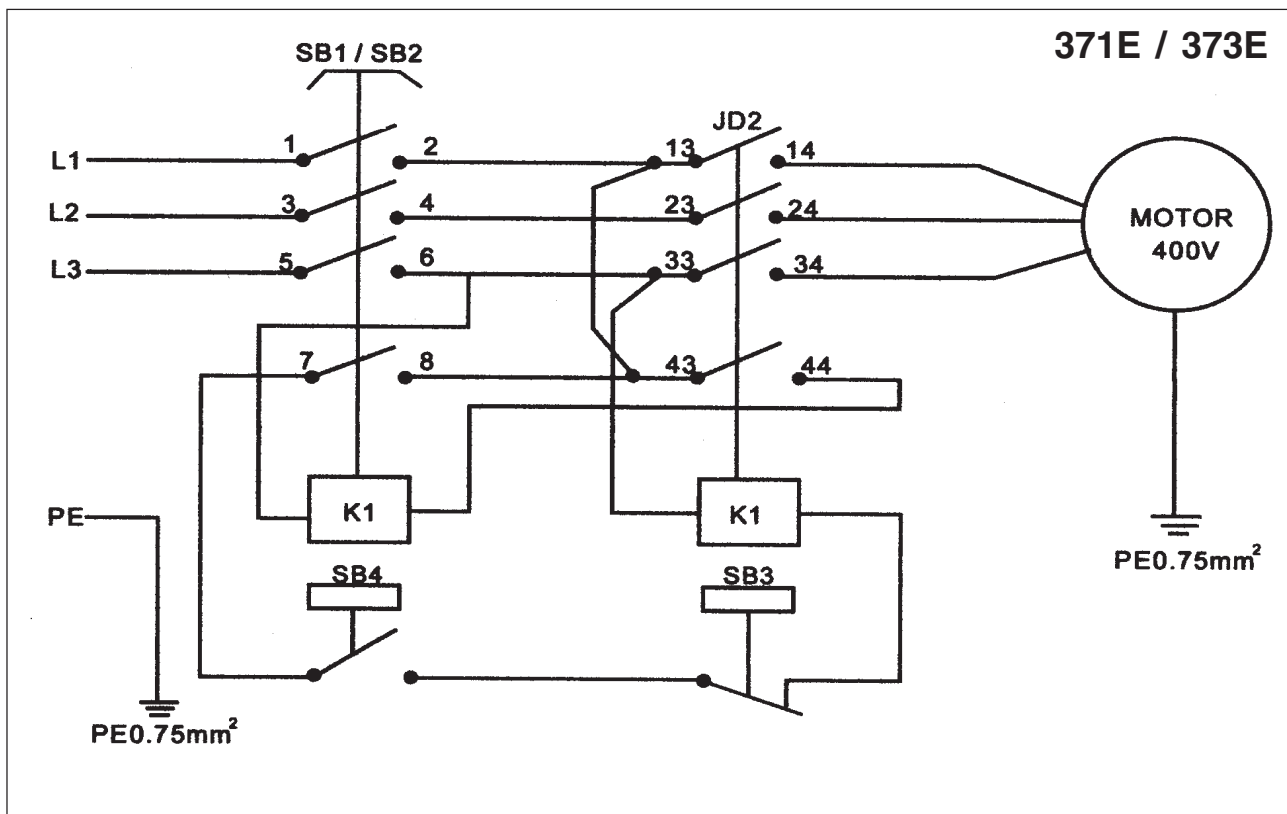 371E / 373E
SB1 / SB2
JD2
L1 1 2 13 14
L2 3 4 23 24
L3 5 6 33 34
MOTOR
400V
7 8 43 44
PE K1 K1
PE0.75mm²
SB4 SB3
PE0.75mm²